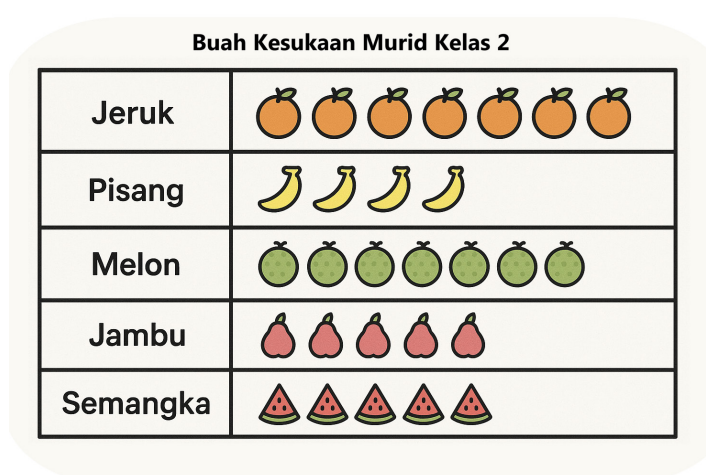 Buah Kesukaan Murid Kelas 2
Jeruk
Pisang
Melon
Jambu
Semangka